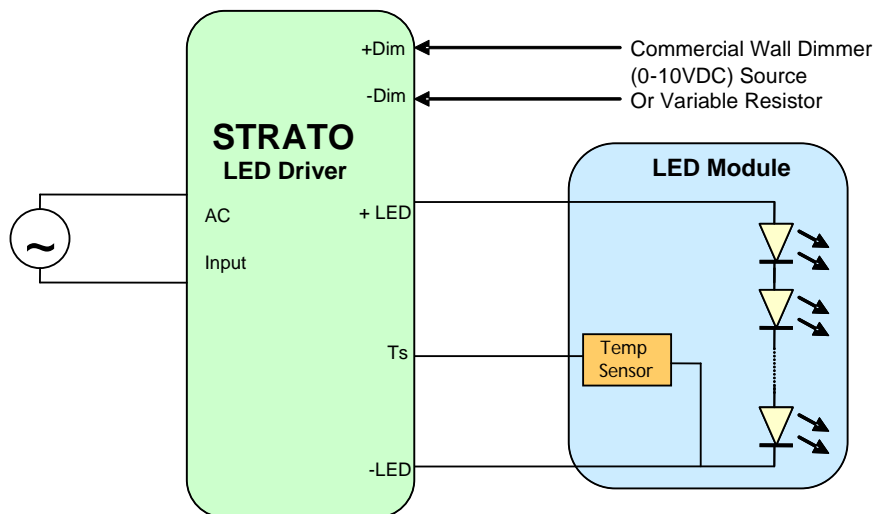 +Dim
-Dim
Commercial Wall Dimmer
(0-10VDC) Source
Or Variable Resistor
STRATO
LED Driver
AC
Input
+ LED
Ts
-LED
~
LED Module
Temp
Sensor